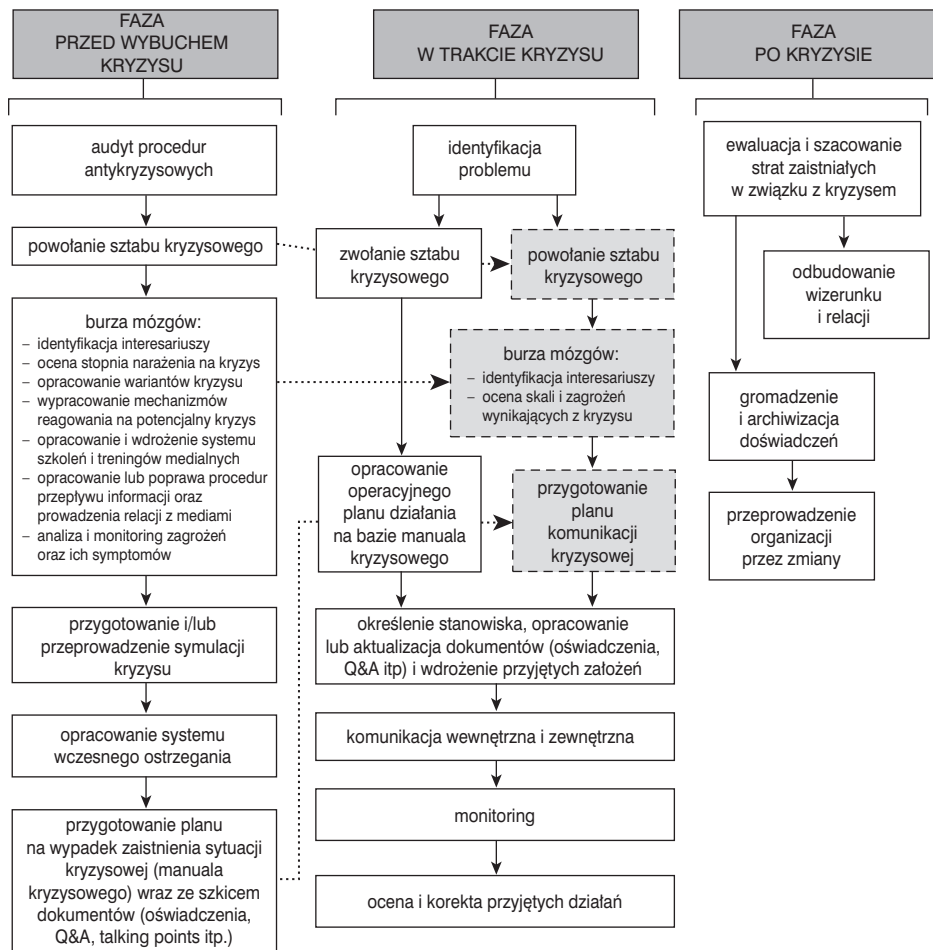 FAZA
PRZED WYBUCHEM
KRYZYSU
audyt procedur
antykryzysowych
powołanie sztabu kryzysowego
burza mózgów:
– identyfikacja interesariuszy
– ocena stopnia narażenia na kryzys
– opracowanie wariantów kryzysu
– wypracowanie mechanizmów
reagowania na potencjalny kryzys
– opracowanie i wdrożenie systemu
szkoleń i treningów medialnych
– opracowanie lub poprawa procedur
przepływu informacji oraz
prowadzenia relacji z mediami
– analiza i monitoring zagrożeń
oraz ich symptomów
przygotowanie i/lub
przeprowadzenie symulacji
kryzysu
opracowanie systemu
wczesnego ostrzegania
przygotowanie planu
na wypadek zaistnienia sytuacji
kryzysowej (manuala
kryzysowego) wraz ze szkicem
dokumentów (oświadczenia,
Q&A, talking points itp.)
FAZA
W TRAKCIE KRYZYSU
identyfikacja
problemu
zwołanie sztabu
kryzysowego
powołanie sztabu
kryzysowego
burza mózgów:
– identyfikacja interesariuszy
– ocena skali i zagrożeń
wynikających z kryzysu
opracowanie
operacyjnego
planu działania
na bazie manuala
kryzysowego
przygotowanie
planu
komunikacji
kryzysowej
określenie stanowiska, opracowanie
lub aktualizacja dokumentów (oświadczenia,
Q&A itp) i wdrożenie przyjętych założeń
komunikacja wewnętrzna i zewnętrzna
monitoring
ocena i korekta przyjętych działań
FAZA
PO KRYZYSIE
ewaluacja i szacowanie
strat zaistniałych
w związku z kryzysem
odbudowanie
wizerunku
i relacji
gromadzenie
i archiwizacja
doświadczeń
przeprowadzenie
organizacji
przez zmiany